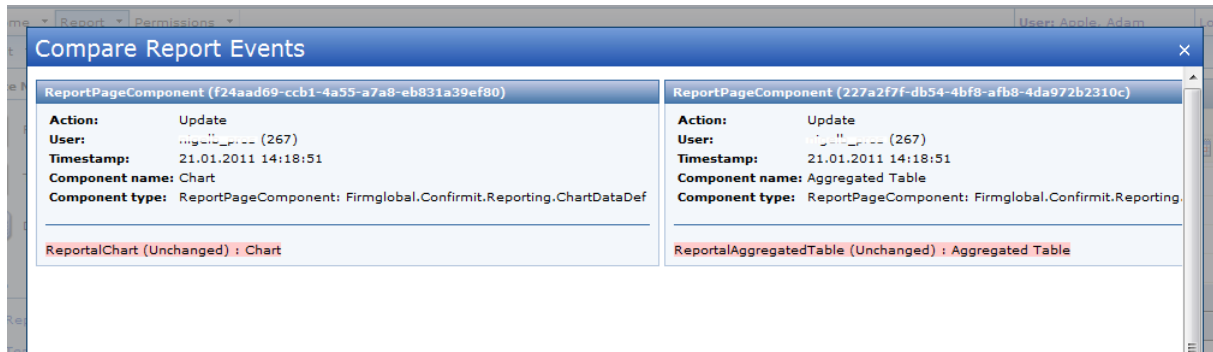 Report Permissions User: Apple, Adam
Compare Report Events
ReportPageComponent (f24aad69-ccb1-4a55-a7a8-eb831a39ef80)
Action: Update
User: (267)
Timestamp: 21.01.2011 14:18:51
Component name: Chart
Component type: ReportPageComponent: Firmglobal.Confirmit.Reporting.ChartDataDef
ReportalChart (Unchanged) : Chart
ReportPageComponent (227a2f7f-db54-4bf8-afb8-4da972b2310c)
Action: Update
User: (267)
Timestamp: 21.01.2011 14:18:51
Component name: Aggregated Table
Component type: ReportPageComponent: Firmglobal.Confirmit.Reporting.
ReportalAggregatedTable (Unchanged) : Aggregated Table